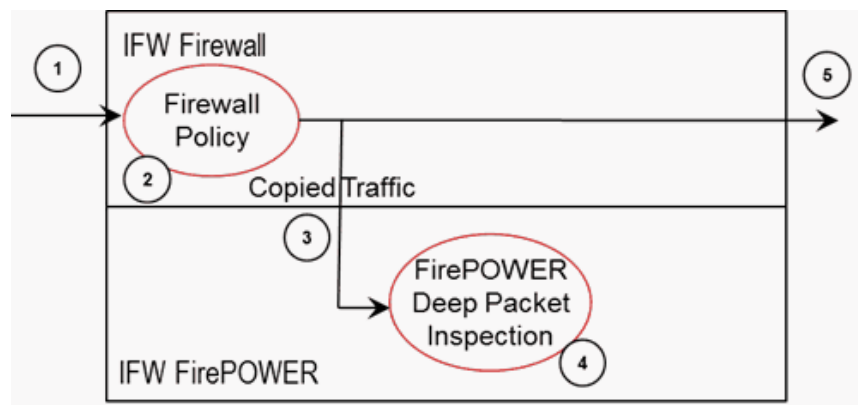 IFW Firewall
1
5
Firewall
Policy
2
Copied Traffic
3
FirePOWER
Deep Packet
Inspection
4
IFW FirePOWER